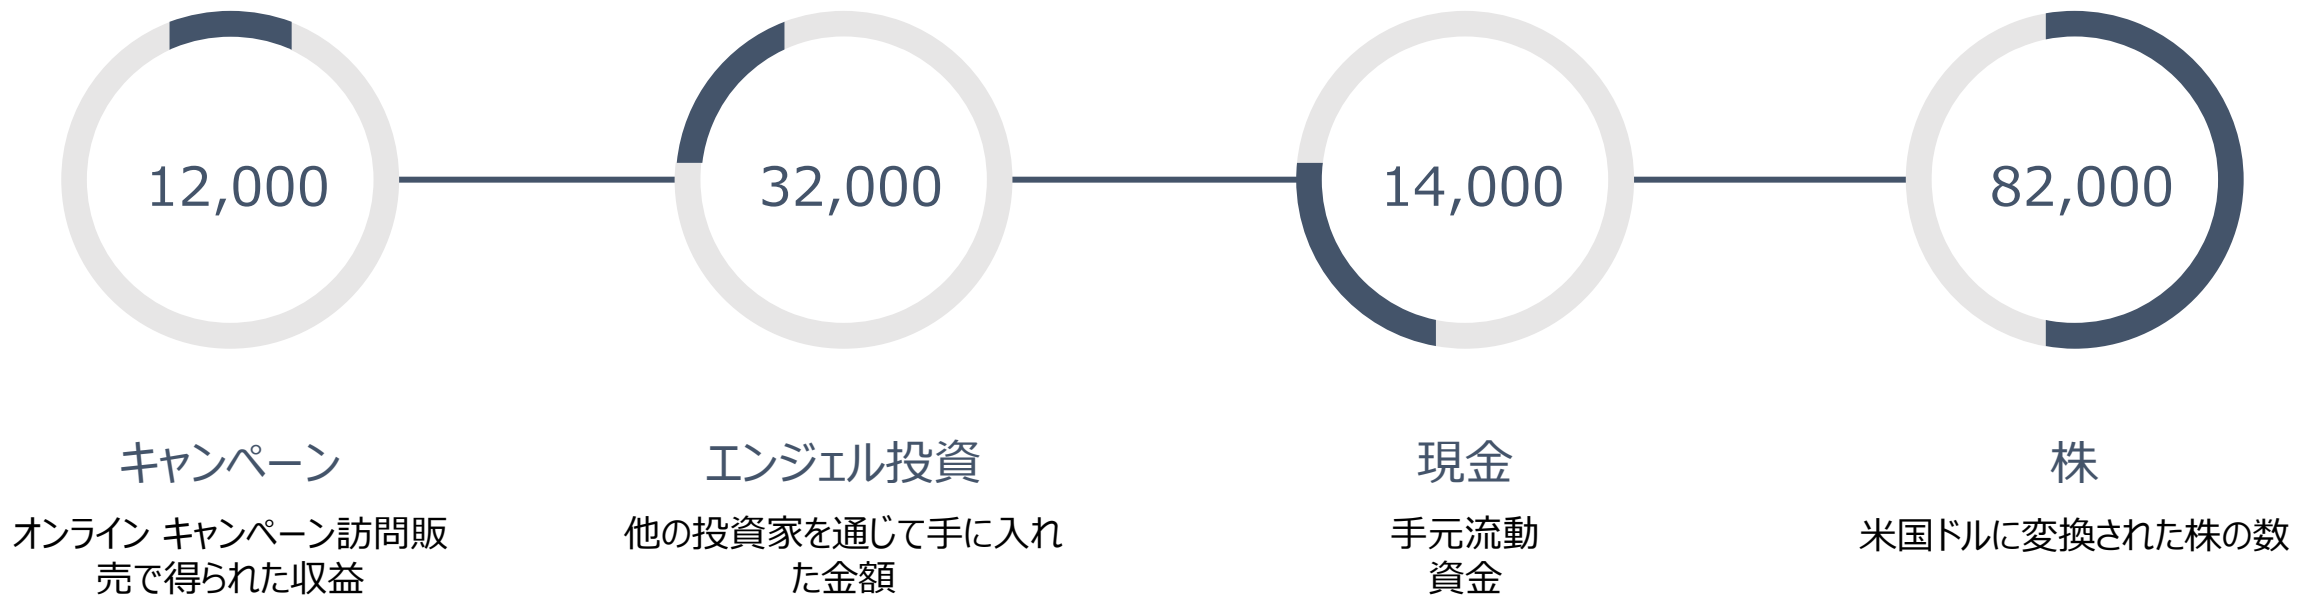 12,000
32,000
14,000
82,000
キャンペーン
オンライン キャンペーン訪問販
売で得られた収益
エンジェル投資
他の投資家を通じて手に入れ
た金額
現金
手元流動
資金
株
米国ドルに変換された株の数